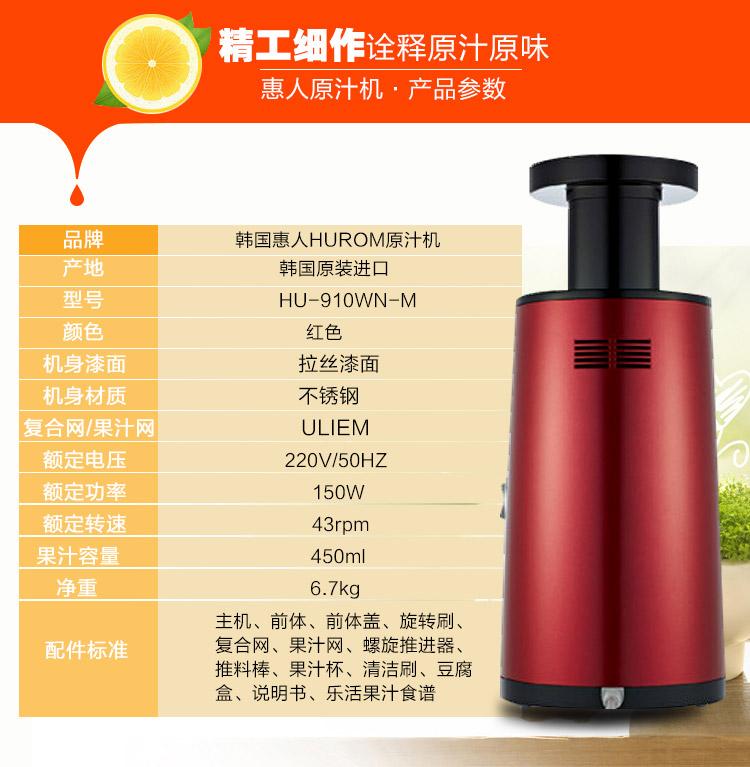 精工细作诠释原汁原味
惠人原汁机·产品参数
品牌 韩国惠人HUROM原汁机
产地 韩国原装进口
型号 HU-910WN-M
颜色 红色
机身漆面 拉丝漆面
机身材质 不锈钢
复合网/果汁网 ULIEM
额定电压 220V/50HZ
额定功率 150W
额定转速 43rpm
果汁容量 450ml
净重 6.7kg
配件标准 主机、前体、前体盖、旋转刷、
复合网、果汁网、螺旋推进器、
推料棒、果汁杯、清洁刷、豆腐
盒、说明书、乐活果汁食谱